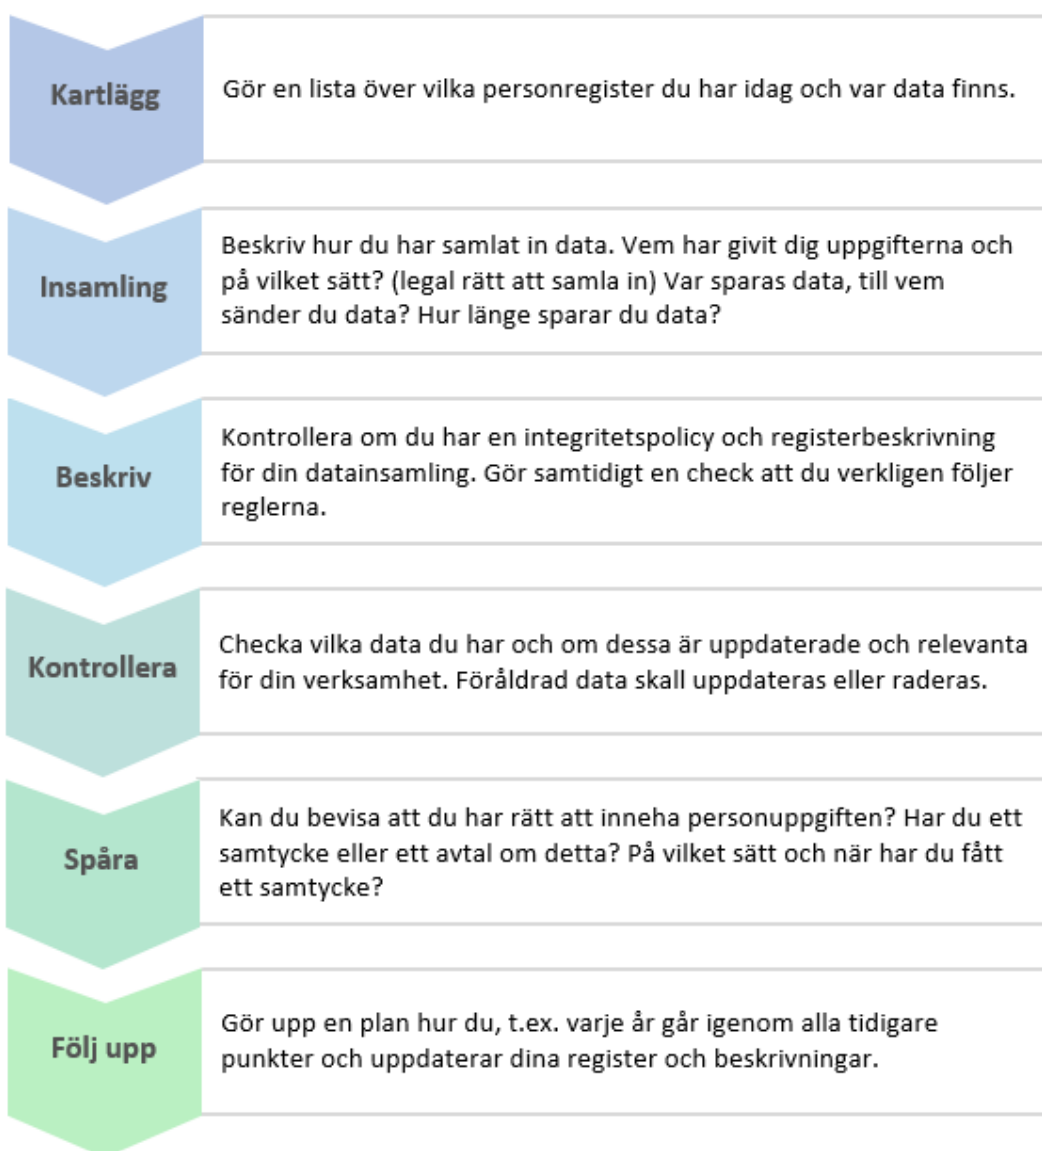 Kartlägg
Gör en lista över vilka personregister du har idag och var data finns.
Insamling
Beskriv hur du har samlat in data. Vem har givit dig uppgifterna och
på vilket sätt? (legal rätt att samla in) Var sparas data, till vem
sänder du data? Hur länge sparar du data?
Beskriv
Kontrollera om du har en integritetspolicy och registerbeskrivning
för din datainsamling. Gör samtidigt en check att du verkligen följer
reglerna.
Kontrollera
Checka vilka data du har och om dessa är uppdaterade och relevanta
för din verksamhet. Föråldrad data skall uppdateras eller raderas.
Spåra
Kan du bevisa att du har rätt att inneha personuppgiften? Har du ett
samtycke eller ett avtal om detta? På vilket sätt och när har du fått
ett samtycke?
Följ upp
Gör upp en plan hur du, t.ex. varje år går igenom alla tidigare
punkter och uppdaterar dina register och beskrivningar.